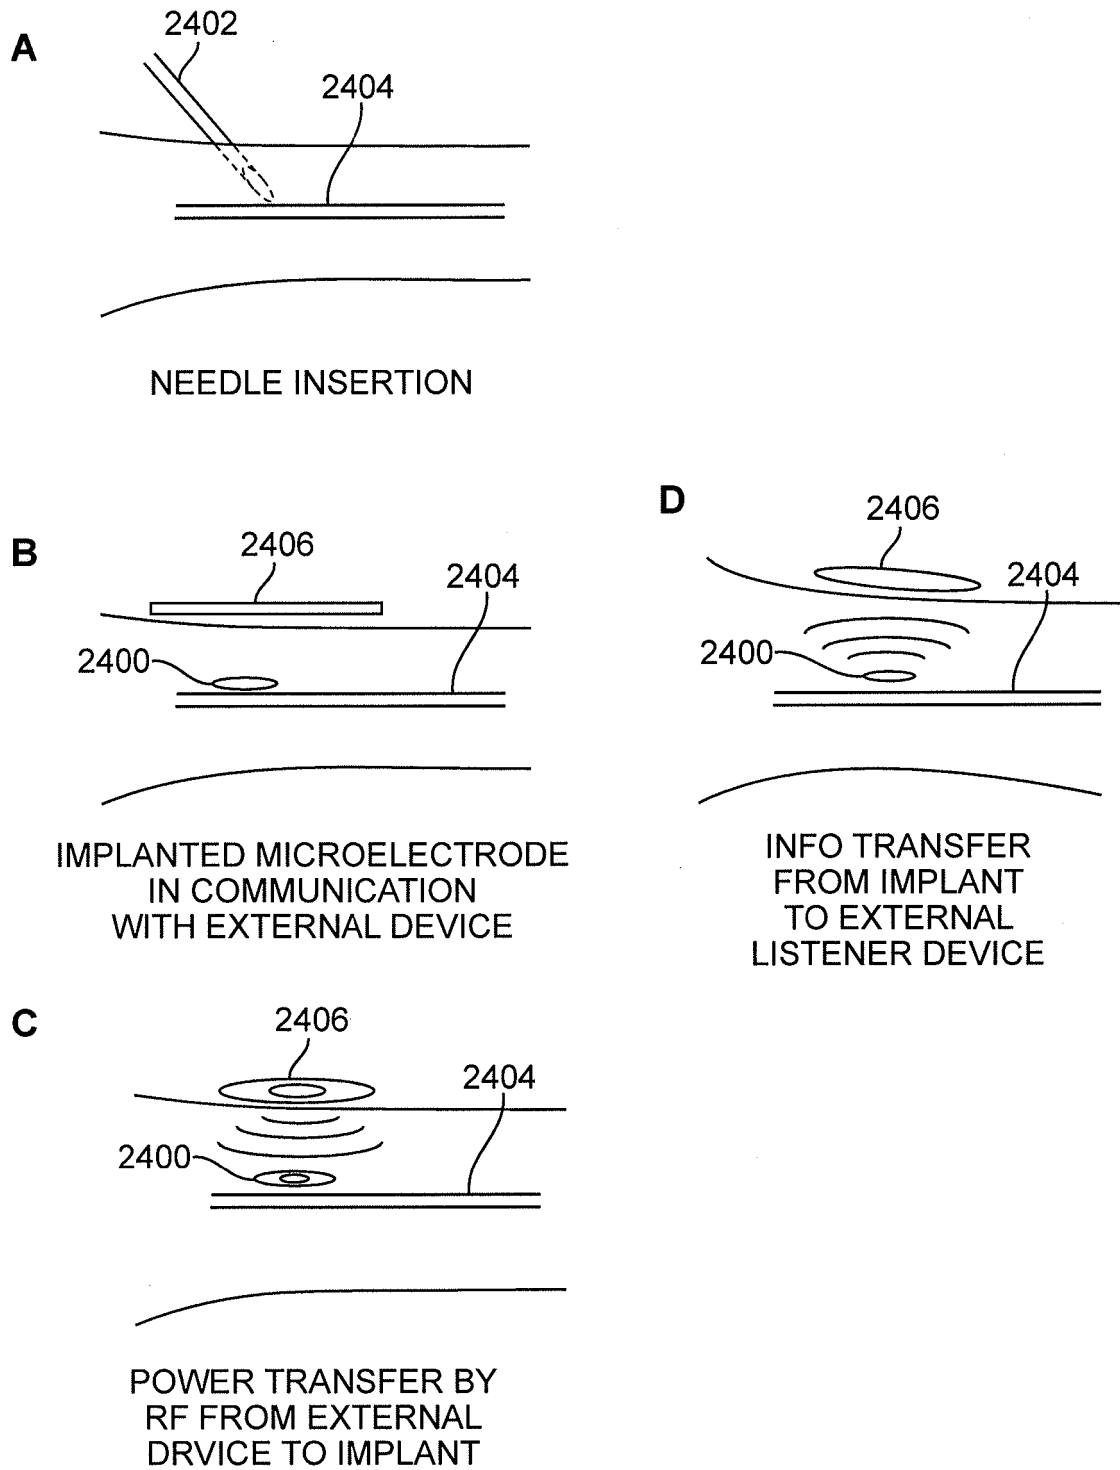 A
2402
2404
NEEDLE INSERTION
B
2406
2404
2400
IMPLANTED MICROELECTRODE
IN COMMUNICATION
WITH EXTERNAL DEVICE
D
2406
2404
2400
INFO TRANSFER
FROM IMPLANT
TO EXTERNAL
LISTENER DEVICE
C
2406
2404
2400
POWER TRANSFER BY
RF FROM EXTERNAL
DRVICE TO IMPLANT